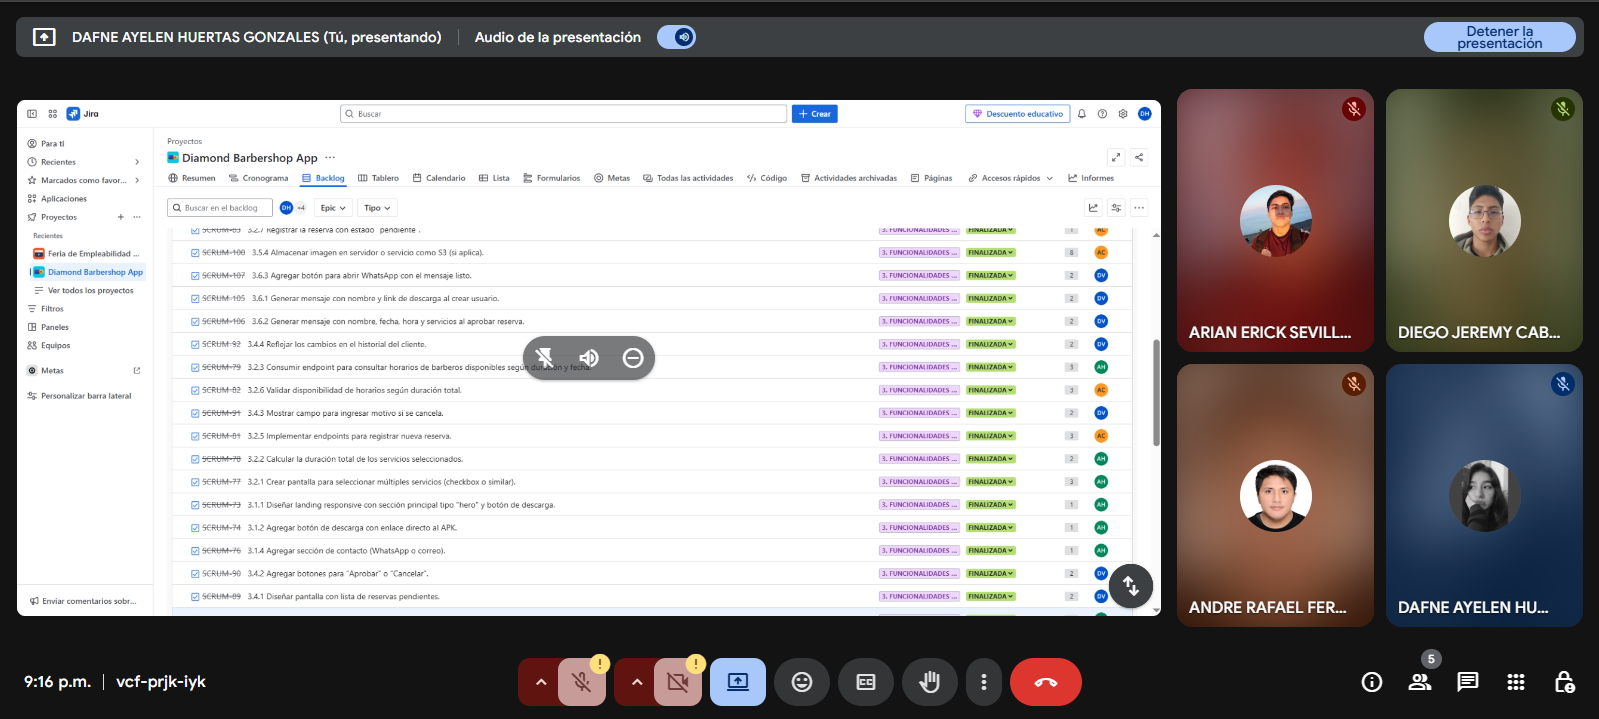 DAFNE AYELEN HUERTAS GONZALES (Tú, presentando)
Audio de la presentación
Detener la presentación
Jira
Buscar
+ Crear
Descuento educativo
DH
Para ti
Recientes
Marcados como favor...
Aplicaciones
Proyectos
Recientes
Feria de Empleabilidad ...
Diamond Barbershop App
Ver todos los proyectos
Filtros
Paneles
Equipos
Metas
Personalizar barra lateral
Enviar comentarios sobr...
Proyectos
Diamond Barbershop App ...
Resumen Cronograma Backlog Tablero Calendario Lista Formularios Metas Todas las actividades Código Actividades archivadas Páginas Accesos rápidos Informes
Buscar en el backlog DH +4 Epic Tipo
SCRUM-83 3.2.7 Registrar la reserva con estado "pendiente". 3. FUNCIONALIDADES ... FINALIZADA 1 AC
SCRUM-100 3.5.4 Almacenar imagen en servidor o servicio como S3 (si aplica). 3. FUNCIONALIDADES ... FINALIZADA 8 AC
SCRUM-107 3.6.3 Agregar botón para abrir WhatsApp con el mensaje listo. 3. FUNCIONALIDADES ... FINALIZADA 2 DV
SCRUM-105 3.6.1 Generar mensaje con nombre y link de descarga al crear usuario. 3. FUNCIONALIDADES ... FINALIZADA 2 DV
SCRUM-106 3.6.2 Generar mensaje con nombre, fecha, hora y servicios al aprobar reserva. 3. FUNCIONALIDADES ... FINALIZADA 2 DV
SCRUM-92 3.4.4 Reflejar los cambios en el historial del cliente. 3. FUNCIONALIDADES ... FINALIZADA 2 DV
SCRUM-79 3.2.3 Consumir endpoint para consultar horarios de barberos disponibles según duración y fecha. 3. FUNCIONALIDADES ... FINALIZADA 3 AH
SCRUM-82 3.2.6 Validar disponibilidad de horarios según duración total. 3. FUNCIONALIDADES ... FINALIZADA 3 AC
SCRUM-91 3.4.3 Mostrar campo para ingresar motivo si se cancela. 3. FUNCIONALIDADES ... FINALIZADA 2 DV
SCRUM-81 3.2.5 Implementar endpoints para registrar nueva reserva. 3. FUNCIONALIDADES ... FINALIZADA 3 AC
SCRUM-78 3.2.2 Calcular la duración total de los servicios seleccionados. 3. FUNCIONALIDADES ... FINALIZADA 2 AH
SCRUM-77 3.2.1 Crear pantalla para seleccionar múltiples servicios (checkbox o similar). 3. FUNCIONALIDADES ... FINALIZADA 3 AH
SCRUM-73 3.1.1 Diseñar landing responsive con sección principal tipo "hero" y botón de descarga. 3. FUNCIONALIDADES ... FINALIZADA 1 AH
SCRUM-74 3.1.2 Agregar botón de descarga con enlace directo al APK. 3. FUNCIONALIDADES ... FINALIZADA 1 AH
SCRUM-76 3.1.4 Agregar sección de contacto (WhatsApp o correo). 3. FUNCIONALIDADES ... FINALIZADA 1 AH
SCRUM-90 3.4.2 Agregar botones para "Aprobar" o "Cancelar". 3. FUNCIONALIDADES ... FINALIZADA 2 DV
SCRUM-89 3.4.1 Diseñar pantalla con lista de reservas pendientes. 3. FUNCIONALIDADES ... FINALIZADA 2 DV
ARIAN ERICK SEVILL...
DIEGO JEREMY CAB...
ANDRE RAFAEL FER...
DAFNE AYELEN HU...
9:16 p.m. | vcf-prjk-iyk
5